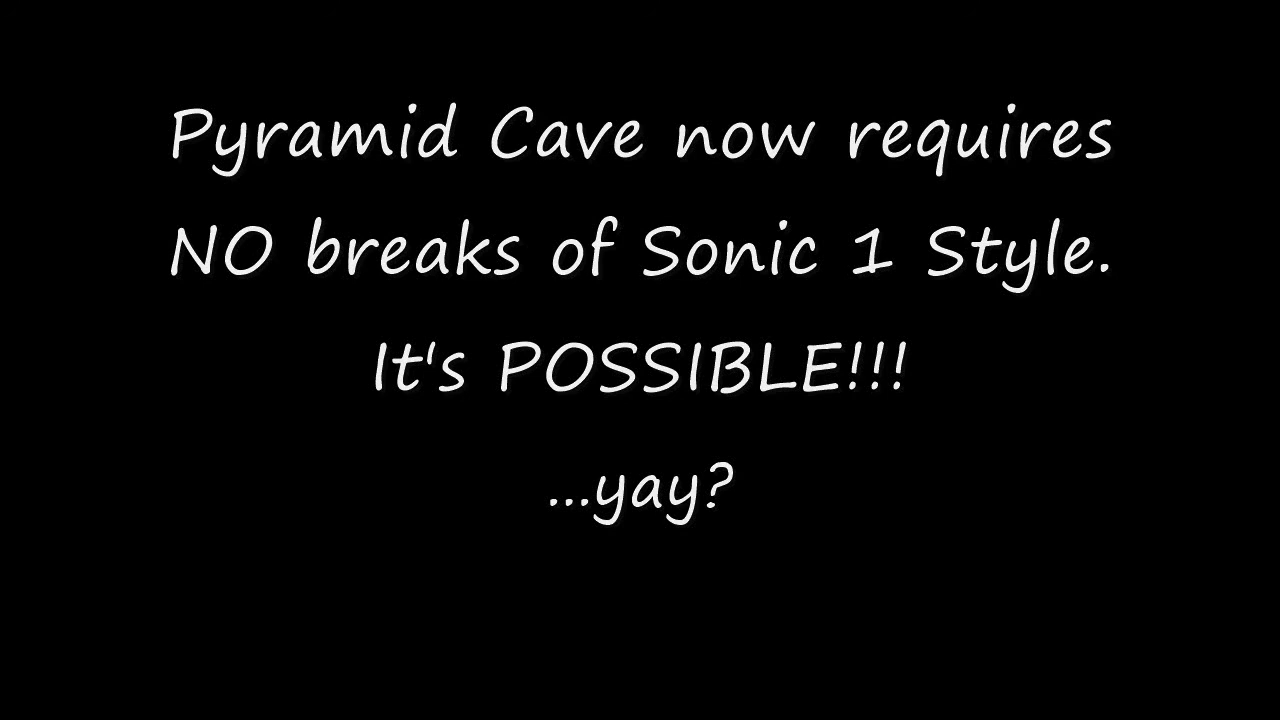 Pyramid Cave now requires
NO breaks of Sonic 1 Style.
It's POSSIBLE!!!
...yay?